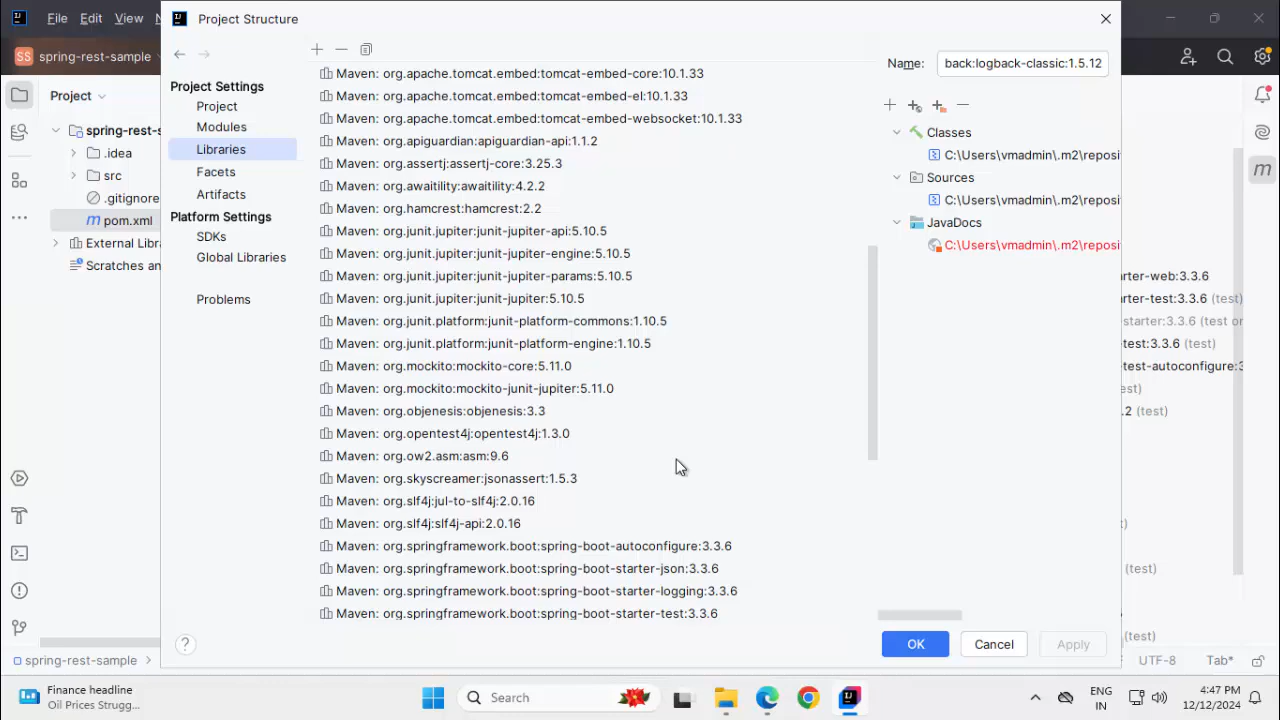 File Edit View
Project Structure
spring-rest-sample
Project
spring-rest-s
.idea
src
.gitignore
pom.xml
External Libra
Scratches an
Project Settings
Project
Modules
Libraries
Facets
Artifacts
Platform Settings
SDKs
Global Libraries
Problems
Maven: org.apache.tomcat.embed:tomcat-embed-core:10.1.33
Maven: org.apache.tomcat.embed:tomcat-embed-el:10.1.33
Maven: org.apache.tomcat.embed:tomcat-embed-websocket:10.1.33
Maven: org.apiguardian:apiguardian-api:1.1.2
Maven: org.assertj:assertj-core:3.25.3
Maven: org.awaitility:awaitility:4.2.2
Maven: org.hamcrest:hamcrest:2.2
Maven: org.junit.jupiter:junit-jupiter-api:5.10.5
Maven: org.junit.jupiter:junit-jupiter-engine:5.10.5
Maven: org.junit.jupiter:junit-jupiter-params:5.10.5
Maven: org.junit.jupiter:junit-jupiter:5.10.5
Maven: org.junit.platform:junit-platform-commons:1.10.5
Maven: org.junit.platform:junit-platform-engine:1.10.5
Maven: org.mockito:mockito-core:5.11.0
Maven: org.mockito:mockito-junit-jupiter:5.11.0
Maven: org.objenesis:objenesis:3.3
Maven: org.opentest4j:opentest4j:1.3.0
Maven: org.ow2.asm:asm:9.6
Maven: org.skyscreamer:jsonassert:1.5.3
Maven: org.slf4j:jul-to-slf4j:2.0.16
Maven: org.slf4j:slf4j-api:2.0.16
Maven: org.springframework.boot:spring-boot-autoconfigure:3.3.6
Maven: org.springframework.boot:spring-boot-starter-json:3.3.6
Maven: org.springframework.boot:spring-boot-starter-logging:3.3.6
Maven: org.springframework.boot:spring-boot-starter-test:3.3.6
Name: back:logback-classic:1.5.12
Classes
C:\Users\vmadmin\.m2\reposi
Sources
C:\Users\vmadmin\.m2\reposi
JavaDocs
C:\Users\vmadmin\.m2\reposi
arter-web:3.3.6
arter-test:3.3.6 (test)
starter:3.3.6 (test or
test:3.3.6 (test)
test-autoconfigure:3
(test)
.2 (test)
(test)
(test)
OK
Cancel
Apply
spring-rest-sample
UTF-8
Tab*
Finance headline
Oil Prices Strugg...
Search
ENG
IN
4:47 PM
12/12/2024